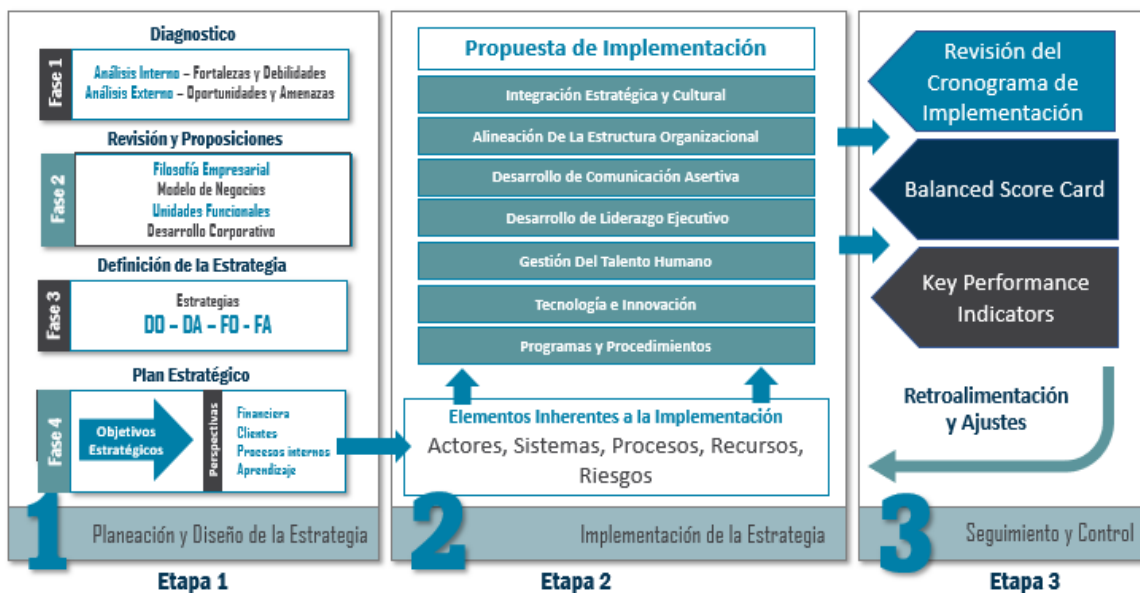 Diagnostico
Fase 1
Análisis Interno – Fortalezas y Debilidades
Análisis Externo – Oportunidades y Amenazas
Revisión y Proposiciones
Fase 2
Filosofía Empresarial
Modelo de Negocios
Unidades Funcionales
Desarrollo Corporativo
Definición de la Estrategia
Fase 3
Estrategias
DO – DA – FO - FA
Plan Estratégico
Fase 4
Objetivos
Estratégicos
Perspectivas
Financiera
Clientes
Procesos internos
Aprendizaje
1
Planeación y Diseño de la Estrategia
Etapa 1
Propuesta de Implementación
Integración Estratégica y Cultural
Alineación De La Estructura Organizacional
Desarrollo de Comunicación Asertiva
Desarrollo de Liderazgo Ejecutivo
Gestión Del Talento Humano
Tecnología e Innovación
Programas y Procedimientos
Elementos Inherentes a la Implementación
Actores, Sistemas, Procesos, Recursos,
Riesgos
2
Implementación de la Estrategia
Etapa 2
Revisión del
Cronograma de
Implementación
Balanced Score Card
Key Performance
Indicators
Retroalimentación
y Ajustes
3
Seguimiento y Control
Etapa 3